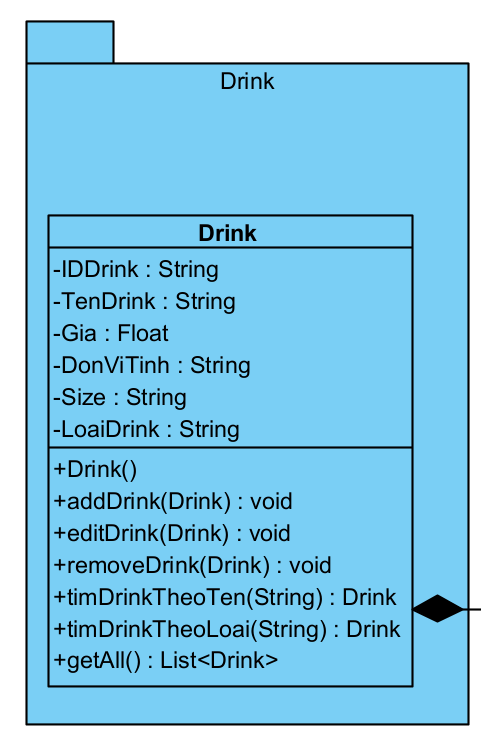 Drink
Drink
-IDDrink : String
-TenDrink : String
-Gia : Float
-DonViTinh : String
-Size : String
-LoaiDrink : String
+Drink()
+addDrink(Drink) : void
+editDrink(Drink) : void
+removeDrink(Drink) : void
+timDrinkTheoTen(String) : Drink
+timDrinkTheoLoai(String) : Drink
+getAll() : List<Drink>